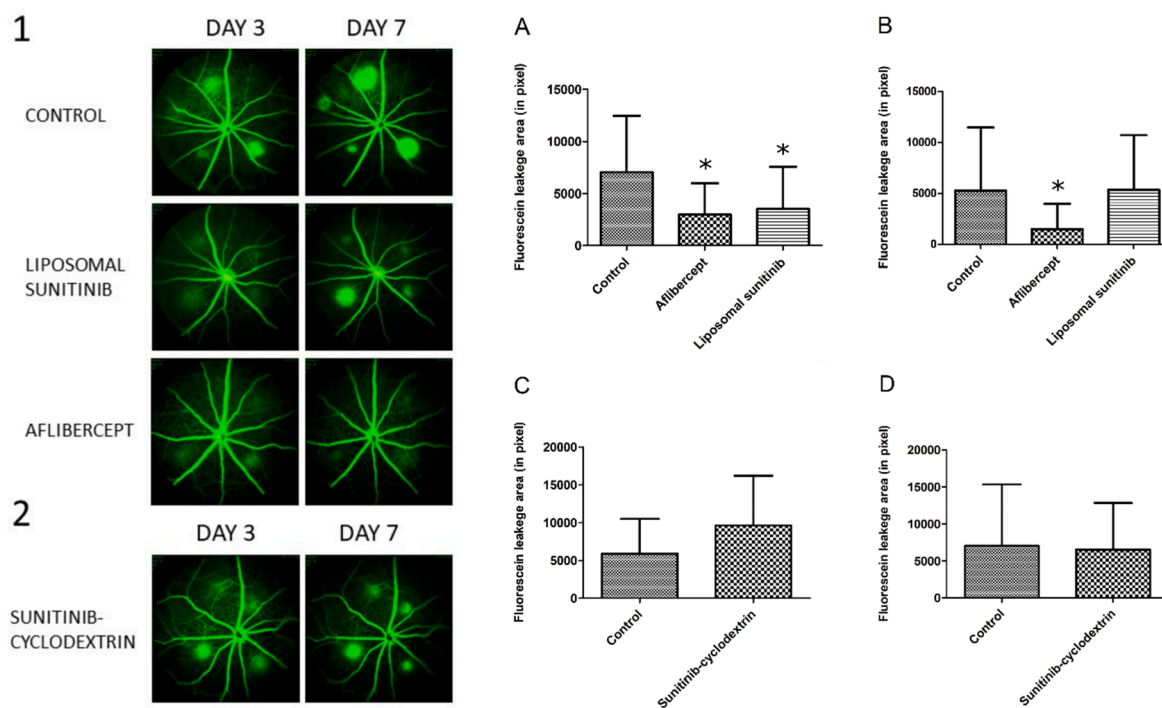 1
DAY 3 DAY 7
CONTROL
LIPOSOMAL
SUNITINIB
AFLIBERCEPT
2
DAY 3 DAY 7
SUNITINIB-
CYCLODEXTRIN
A
Fluorescein leakege area (in pixel)
15000
10000
5000
0
*
*
Control
Aflibercept
Liposomal sunitinib
B
Fluorescein leakege area (in pixel)
15000
10000
5000
0
*
Control
Aflibercept
Liposomal sunitinib
C
Fluorescein leakege area (in pixel)
20000
15000
10000
5000
0
Control
Sunitinib-cyclodextrin
D
Fluorescein leakege area (in pixel)
20000
15000
10000
5000
0
Control
Sunitinib-cyclodextrin